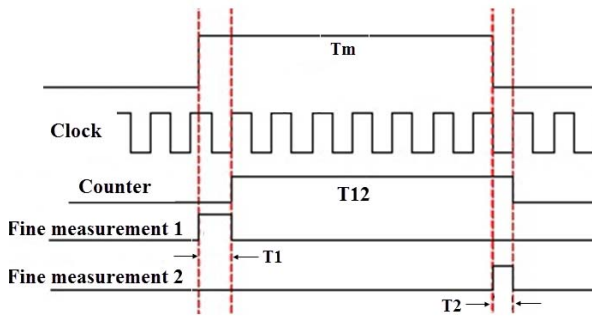 Tm
Clock
Counter
T12
Fine measurement 1
T1
Fine measurement 2
T2